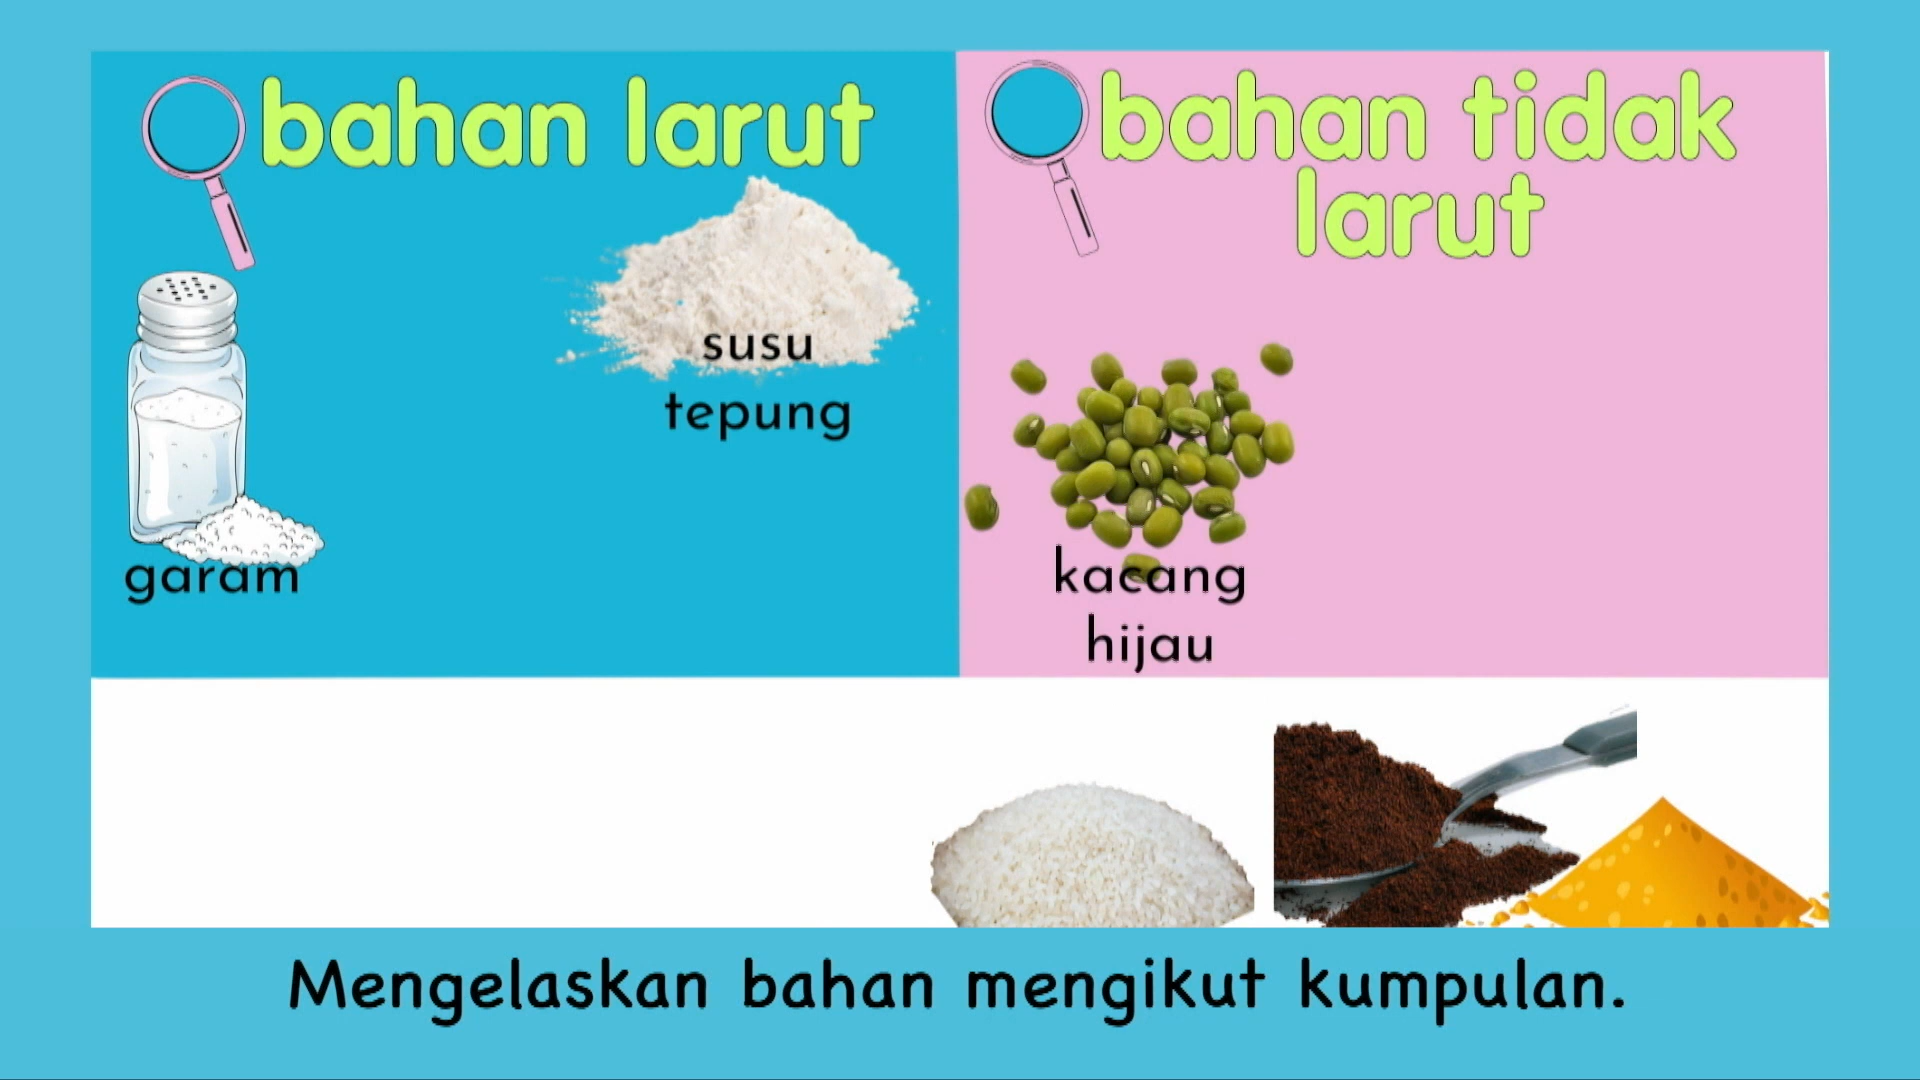 bahan larut
susu
tepung
garam
bahan tidak
larut
kacang
hijau
Mengelaskan bahan mengikut kumpulan.